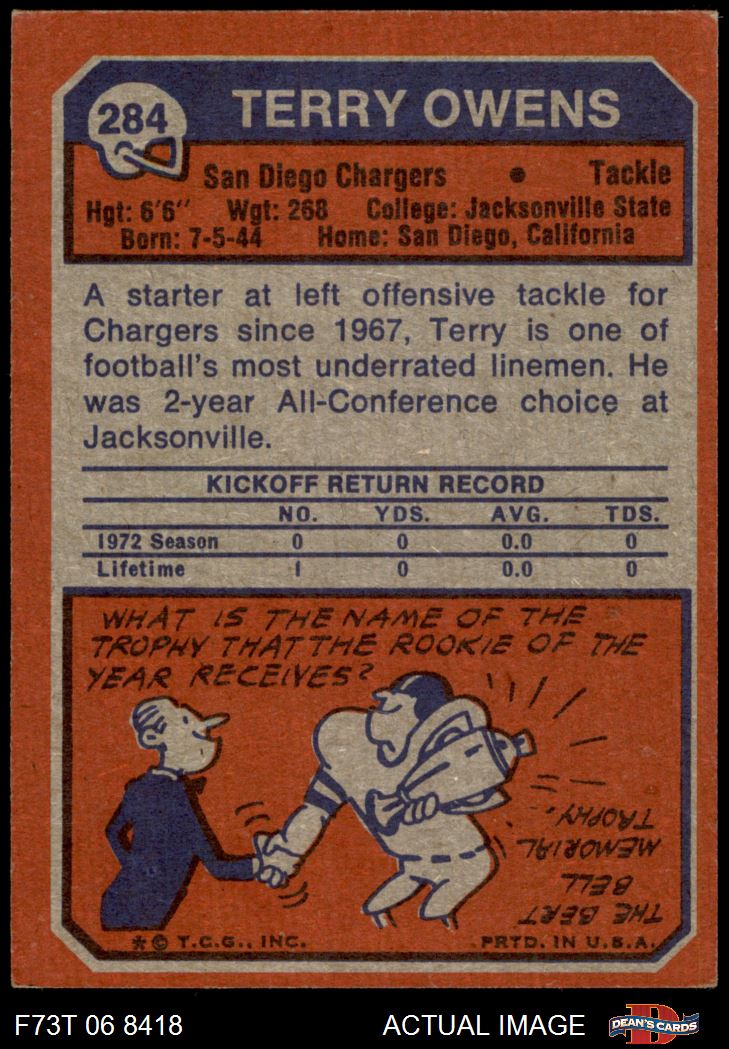 284
TERRY OWENS
San Diego Chargers • Tackle
Hgt: 6'6" Wgt: 268 College: Jacksonville State
Born: 7-5-44 Home: San Diego, California
A starter at left offensive tackle for
Chargers since 1967, Terry is one of
football's most underrated linemen. He
was 2-year All-Conference choice at
Jacksonville.
KICKOFF RETURN RECORD
NO. YDS. AVG. TDS.
1972 Season 0 0 0.0 0
Lifetime 1 0 0.0 0
WHAT IS THE NAME OF THE
TROPHY THAT THE ROOKIE OF THE
YEAR RECEIVES?
THE BERT
BELL
MEMORIAL
TROPHY.
* © T.C.G., INC. PRTD. IN U.S.A.
F73T 06 8418 ACTUAL IMAGE DEAN'S CARDS